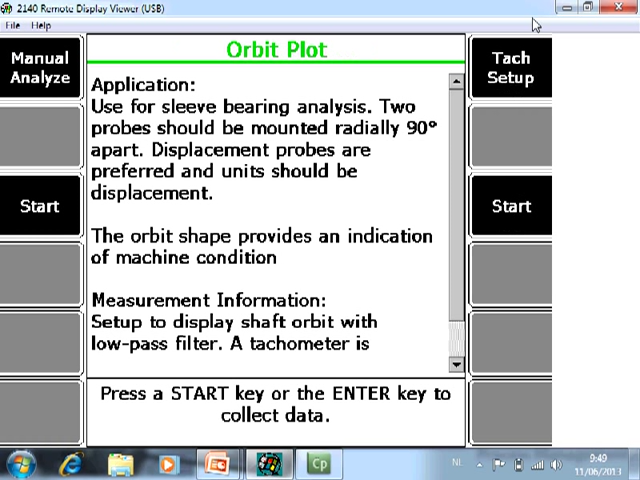 2140 Remote Display Viewer (USB)
File Help
Manual
Analyze
Orbit Plot
Tach
Setup
Application:
Use for sleeve bearing analysis. Two
probes should be mounted radially 90°
apart. Displacement probes are
preferred and units should be
displacement.
Start
Start
The orbit shape provides an indication
of machine condition
Measurement Information:
Setup to display shaft orbit with
low-pass filter. A tachometer is
Press a START key or the ENTER key to
collect data.
Cp
NL
9:49
11/06/2013